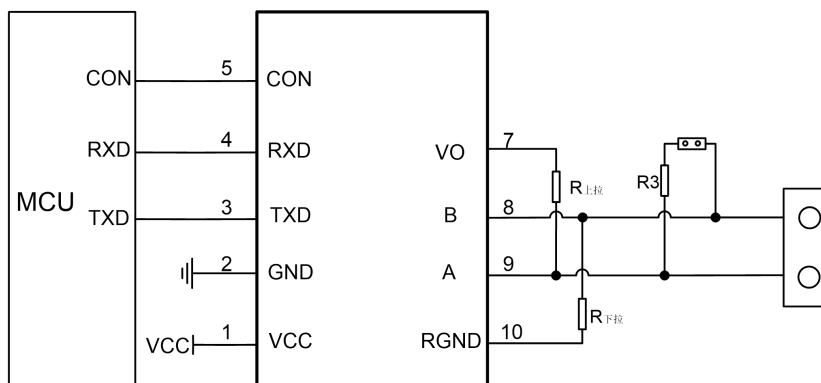 MCU
CON
RXD
TXD
5
4
3
2
1
VCC
CON
RXD
TXD
GND
VCC
VO
B
A
RGND
7
8
9
10
R上拉
R下拉
R3